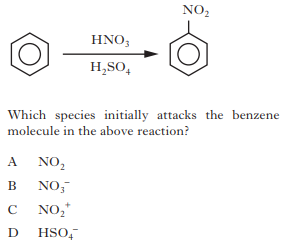 NO₂
HNO₃
H₂SO₄
Which species initially attacks the benzene
molecule in the above reaction?
A NO₂
B NO₃⁻
C NO₂⁺
D HSO₄⁻